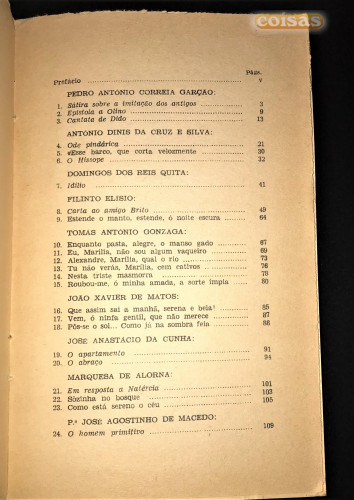 coisas
Págs.
Prefácio v
PEDRO ANTÓNIO CORREIA GARÇÃO:
1. Sátira sobre a imitação dos antigos 3
2. Epístola a Olino 9
3. Cantata de Dido 13
ANTÓNIO DINIS DA CRUZ E SILVA:
4. Ode pindárica 21
5. «Esse barco, que corta velozmente 30
6. O Hissope 32
DOMINGOS DOS REIS QUITA:
7. Idílio 41
FILINTO ELISIO:
8. Carta ao amigo Brito 49
9. Estende o manto, estende, ó noite escura 64
TOMAS ANTONIO GONZAGA:
10. Enquanto pasta, alegre, o manso gado 67
11. Eu, Marília, não sou algum vaqueiro 69
12. Alexandre, Marília, qual o rio 73
13. Tu não verás, Marília, cem cativos 76
14. Nesta triste masmorra 79
15. Roubou-me, ó minha amada, a sorte ímpia 80
JOÃO XAVIER DE MATOS:
16. Que assim sai a manhã, serena e bela! 85
17. Vem, ó ninfa gentil, que não merece 87
18. Pôs-se o sol... Como já na sombra feia 88
JOSÉ ANASTÁCIO DA CUNHA:
19. O apartamento 91
20. O abraço 94
MARQUESA DE ALORNA:
21. Em resposta a Natércia 101
22. Sòzinha no bosque 103
23. Como está sereno o céu 105
P.e JOSÉ AGOSTINHO DE MACEDO:
24. O homem primitivo 109